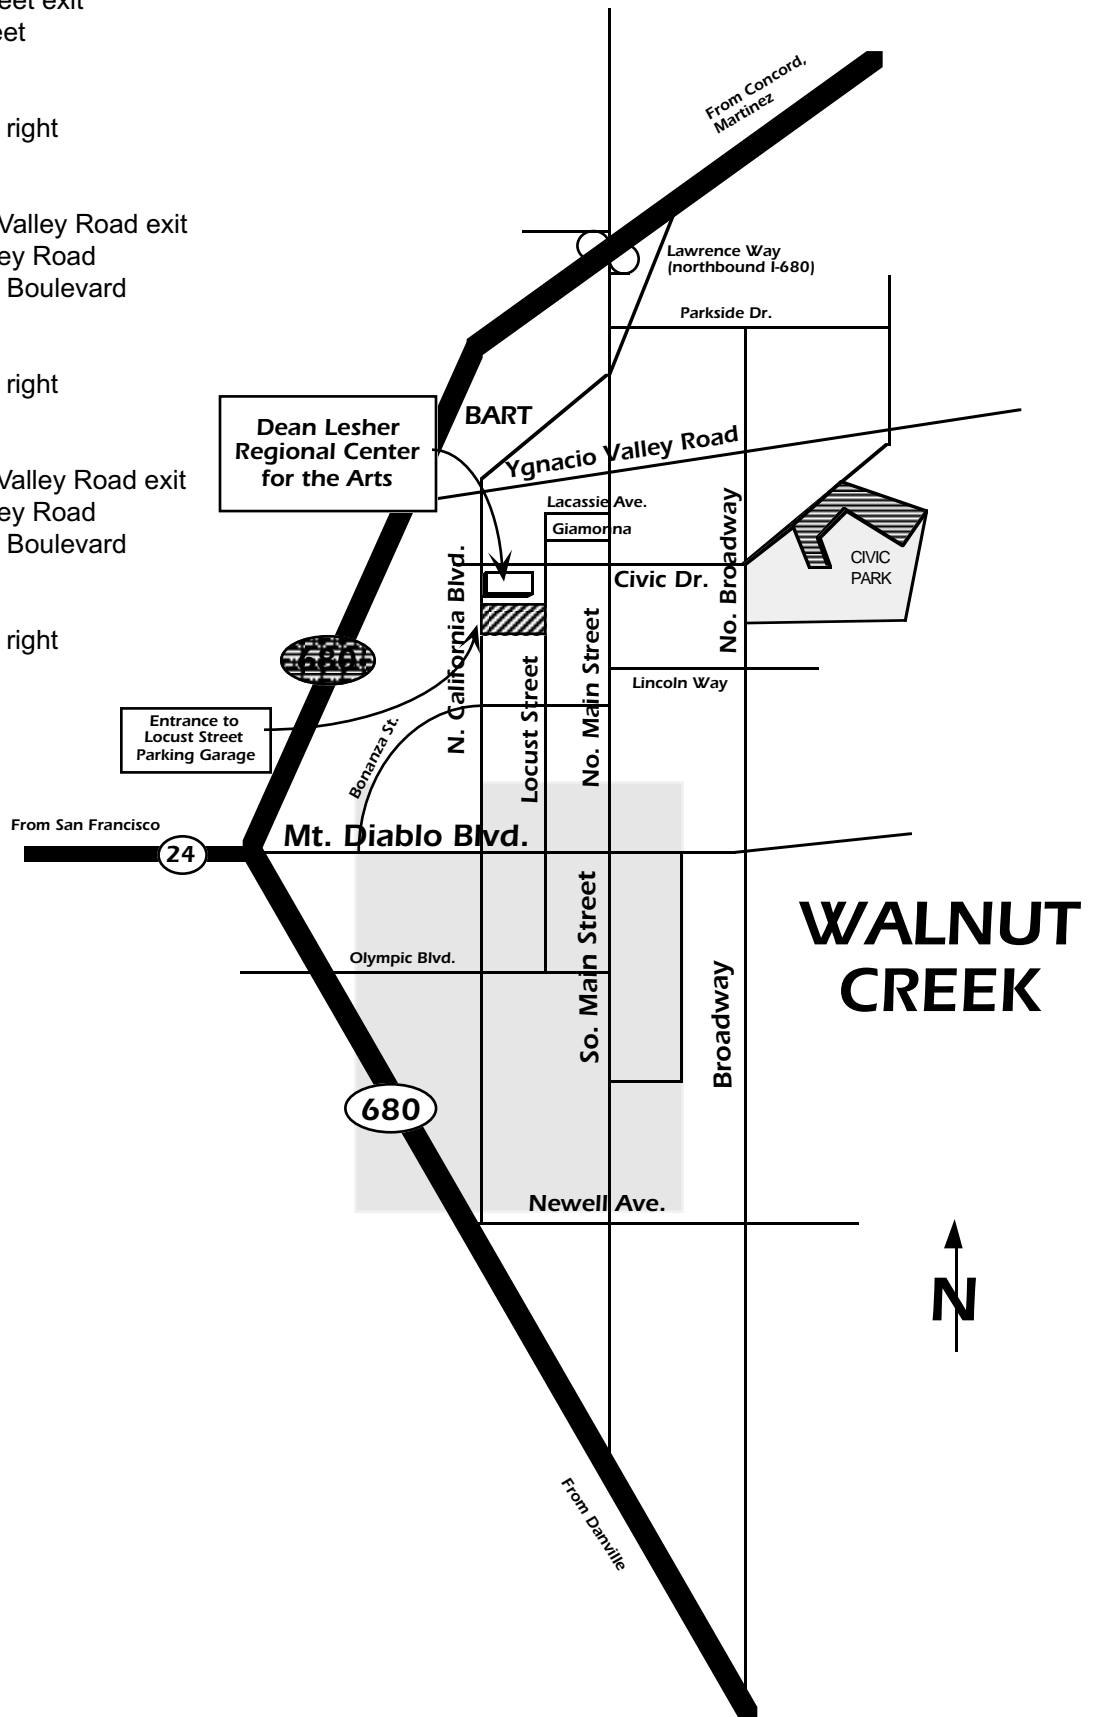 eet exit
eet
right
Valley Road exit
ey Road
Boulevard
right
Valley Road exit
ey Road
Boulevard
right
From Concord,
Martinez
Lawrence Way
(northbound I-680)
Parkside Dr.
BART
Dean Lesher
Regional Center
for the Arts
Ygnacio Valley Road
Lacassie Ave.
Giamonna
Civic Dr.
No. Broadway
CIVIC
PARK
N. California Blvd.
Locust Street
No. Main Street
Lincoln Way
680
Entrance to
Locust Street
Parking Garage
Bonanza St.
From San Francisco
24
Mt. Diablo Blvd.
WALNUT
CREEK
Olympic Blvd.
So. Main Street
Broadway
680
Newell Ave.
N
From Danville